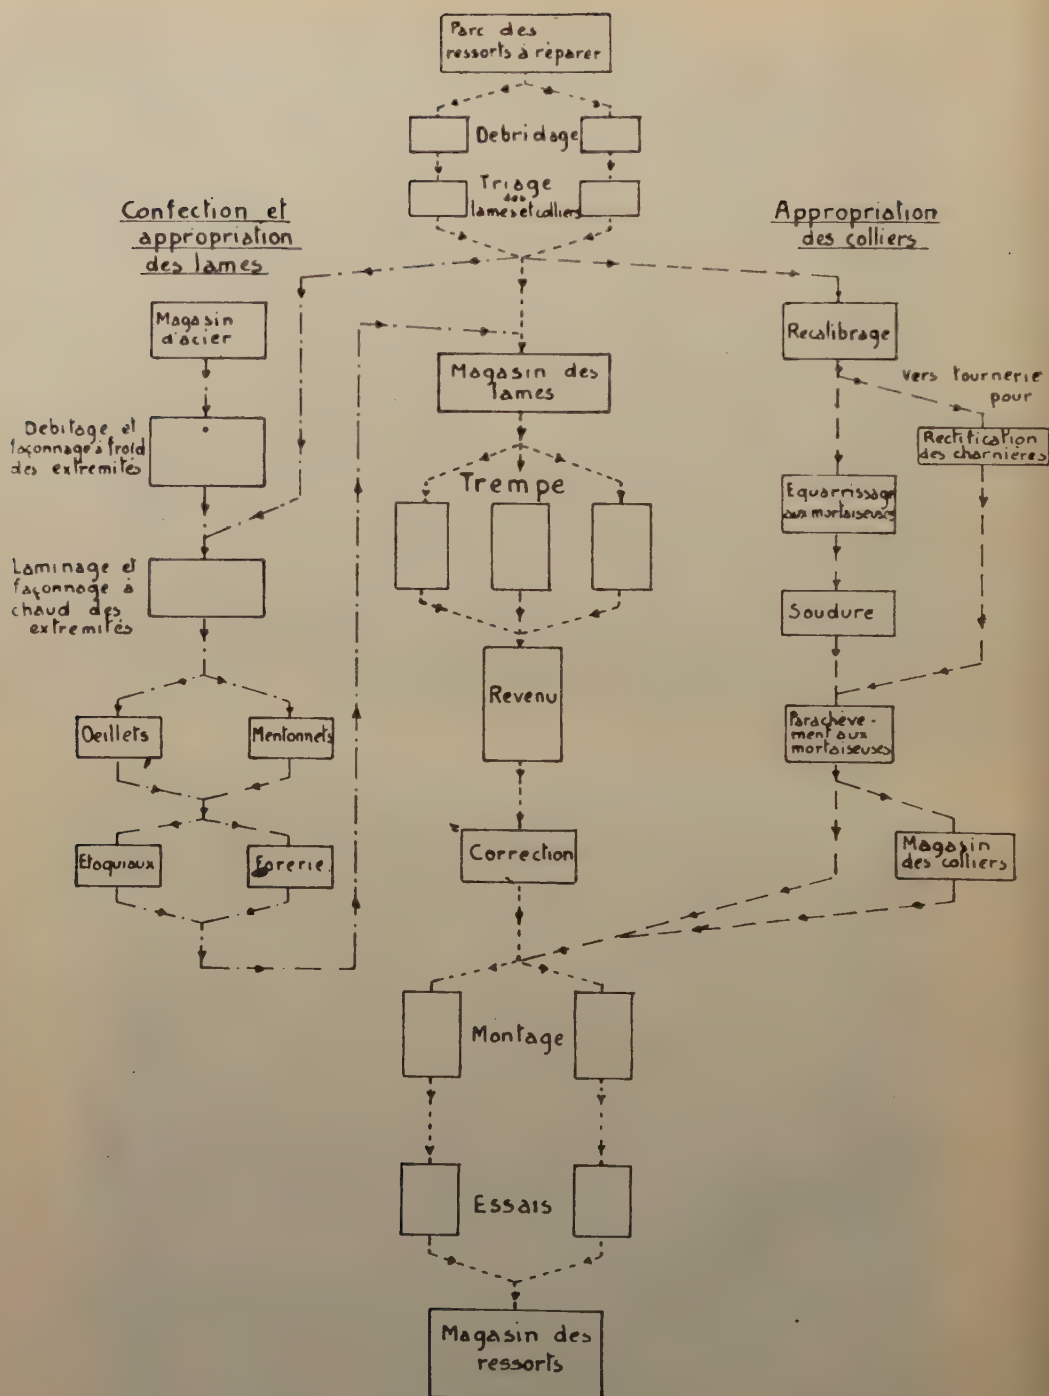 Parc des
ressorts à réparer
Débridage
Triage
des
lames et colliers
Confection et
appropriation
des lames
Appropriation
des colliers
Magasin
d'acier
Magasin des
lames
Recalibrage
vers tournerie
pour
Rectification
des charnières
Débitage et
façonnage à froid
des extremités
Trempe
Equarrissage
aux mortaiseuses
Laminage et
façonnage à
chaud des
extremités
Soudure
Revenu
Oeillets
Mentonnets
Parachève-
ment aux
mortaiseuses
Etoquiaux
Forerie
Correction
Magasin
des colliers
Montage
Essais
Magasin des
ressorts